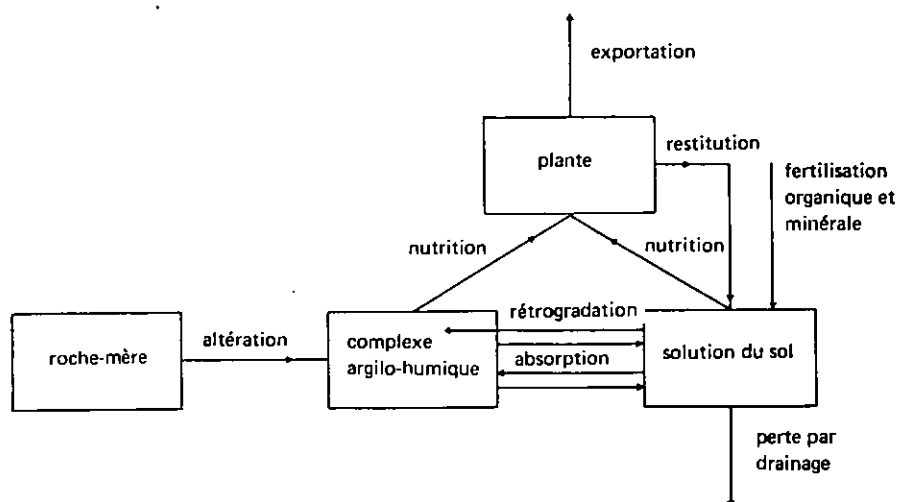 exportation
plante
restitution
fertilisation
organique et
minérale
nutrition
nutrition
rétrogradation
roche-mère
altération
complexe
argilo-humique
absorption
solution du sol
perte par
drainage